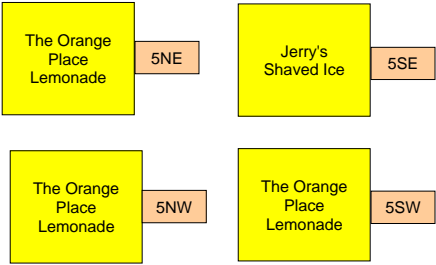 The Orange
Place
Lemonade
5NE
Jerry's
Shaved Ice
5SE
The Orange
Place
Lemonade
5NW
The Orange
Place
Lemonade
5SW